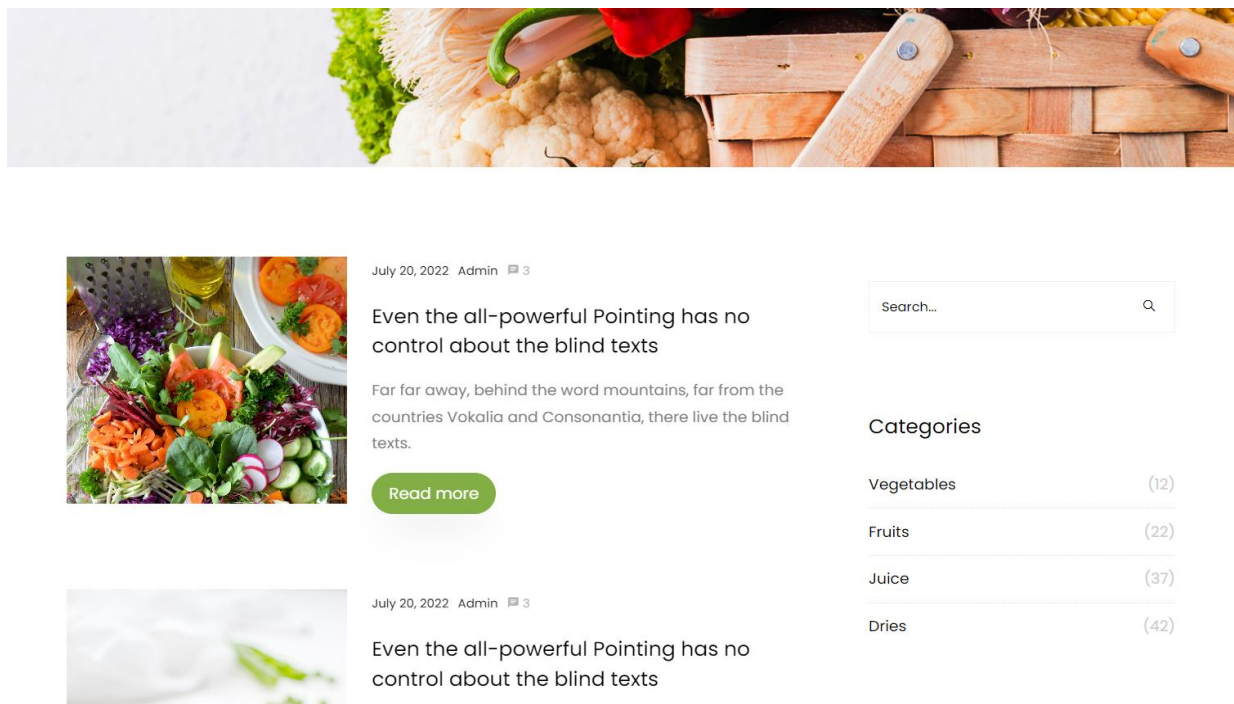 July 20, 2022 Admin 3
Even the all-powerful Pointing has no
control about the blind texts
Far far away, behind the word mountains, far from the
countries Vokalia and Consonantia, there live the blind
texts.
Read more
July 20, 2022 Admin 3
Even the all-powerful Pointing has no
control about the blind texts
Search...
Categories
Vegetables (12)
Fruits (22)
Juice (37)
Dries (42)